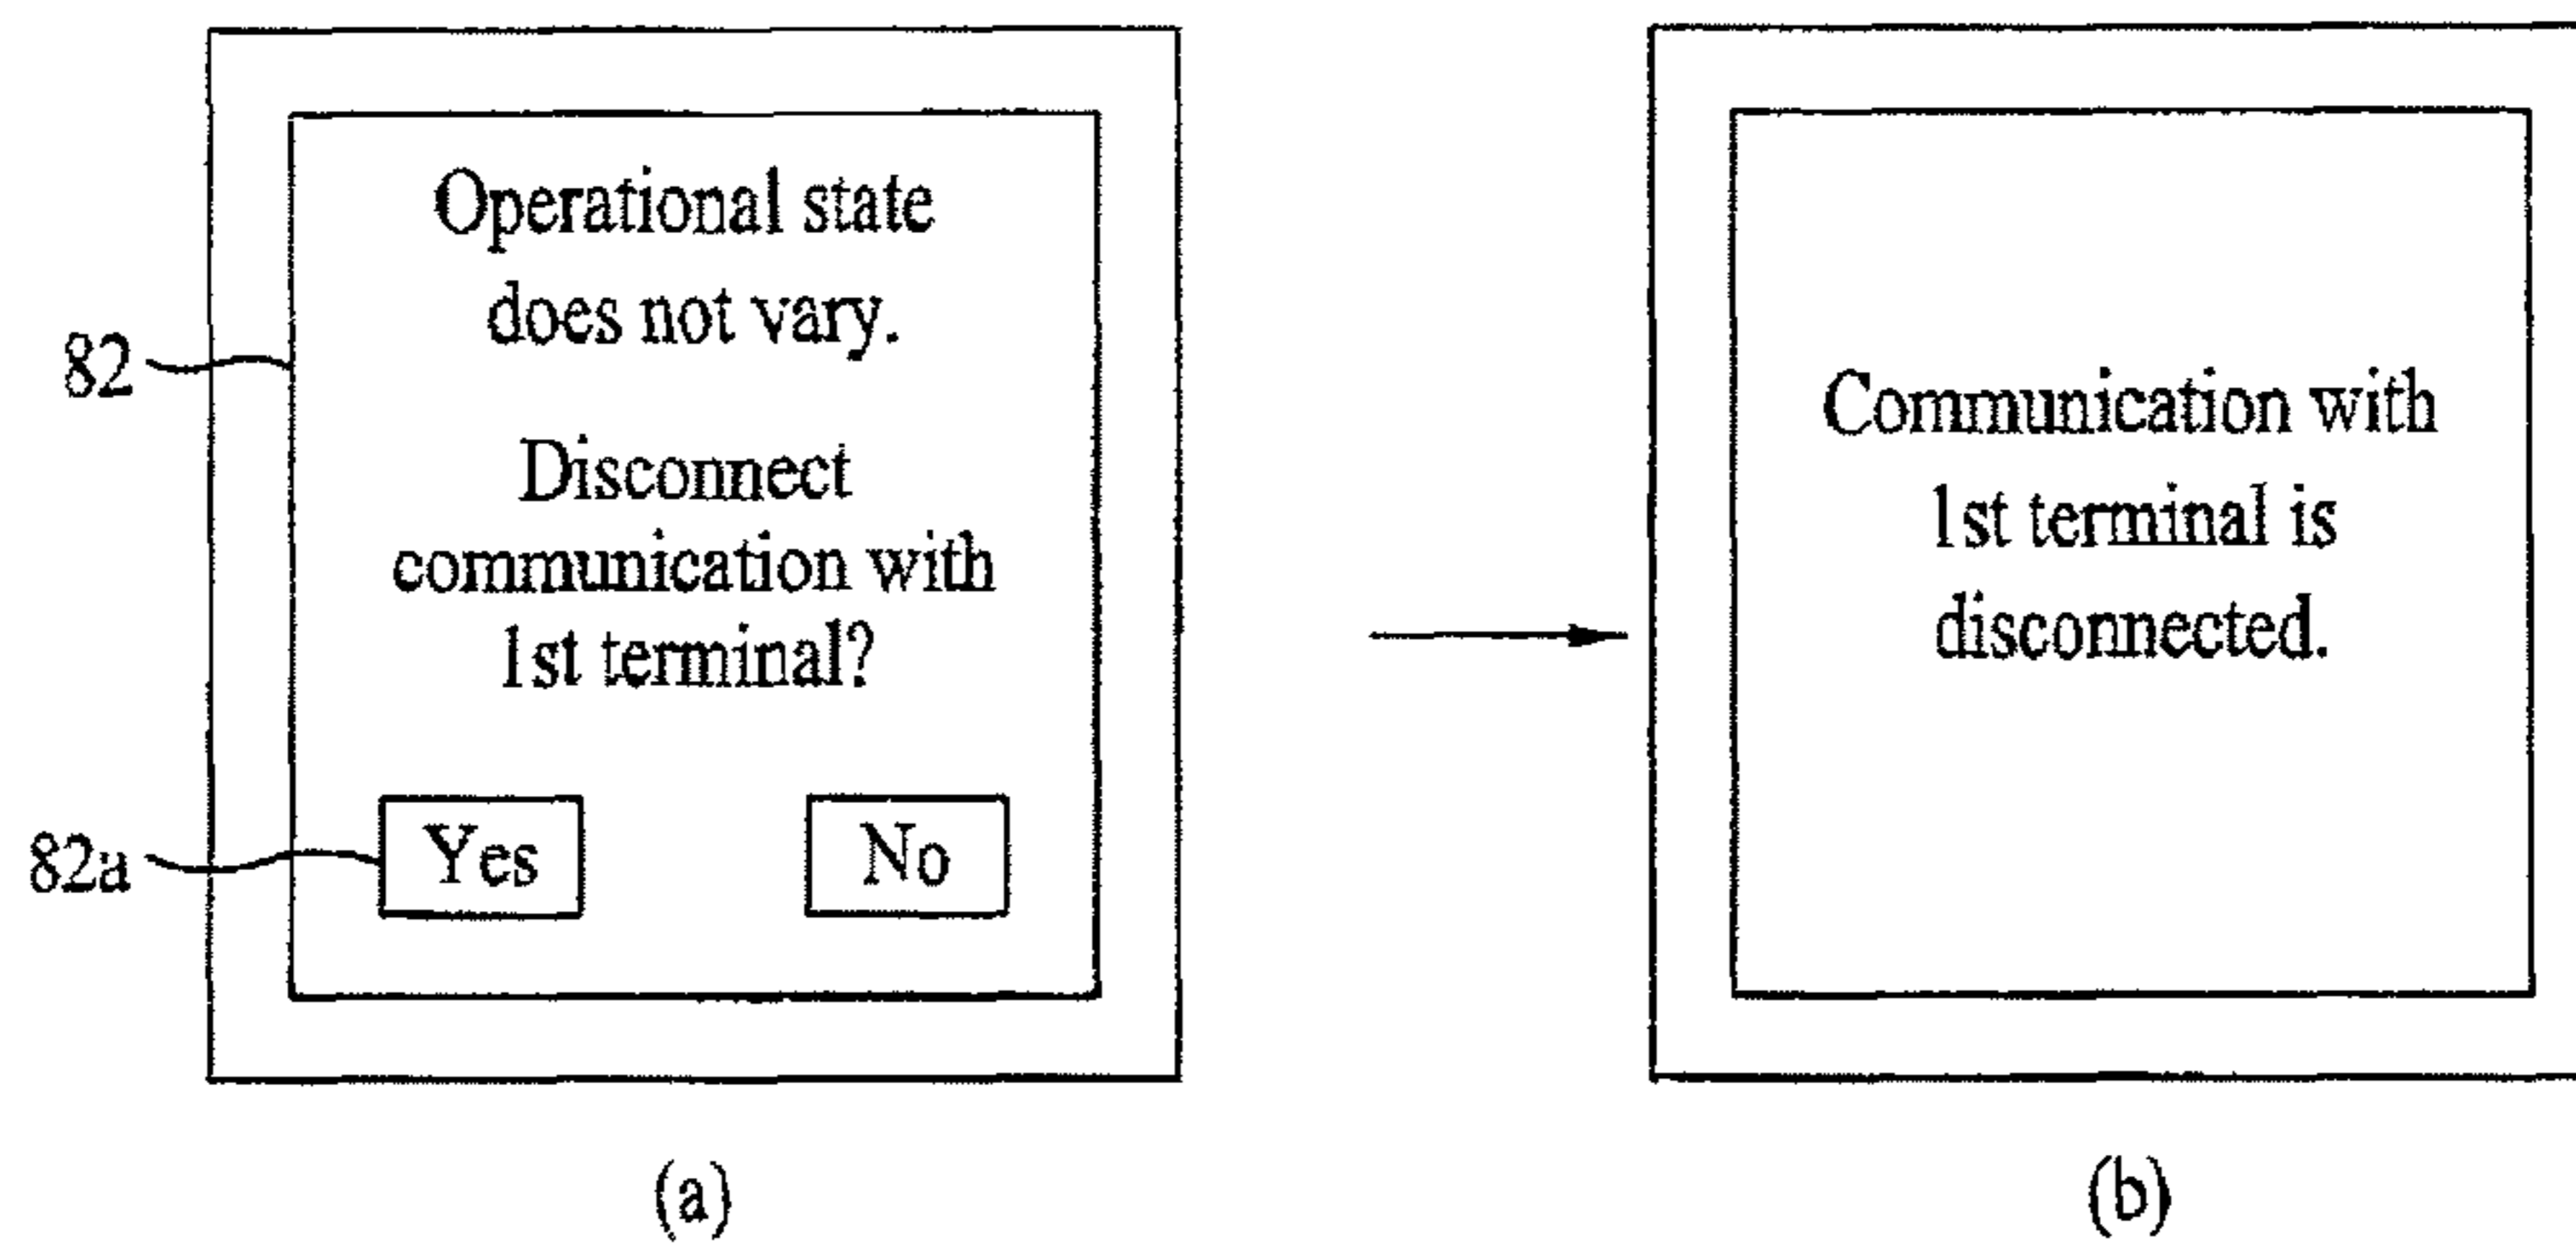 Operational state
does not vary.
Disconnect
communication with
1st terminal?
82
82a
Yes
No
(a)
Communication with
1st terminal is
disconnected.
(b)